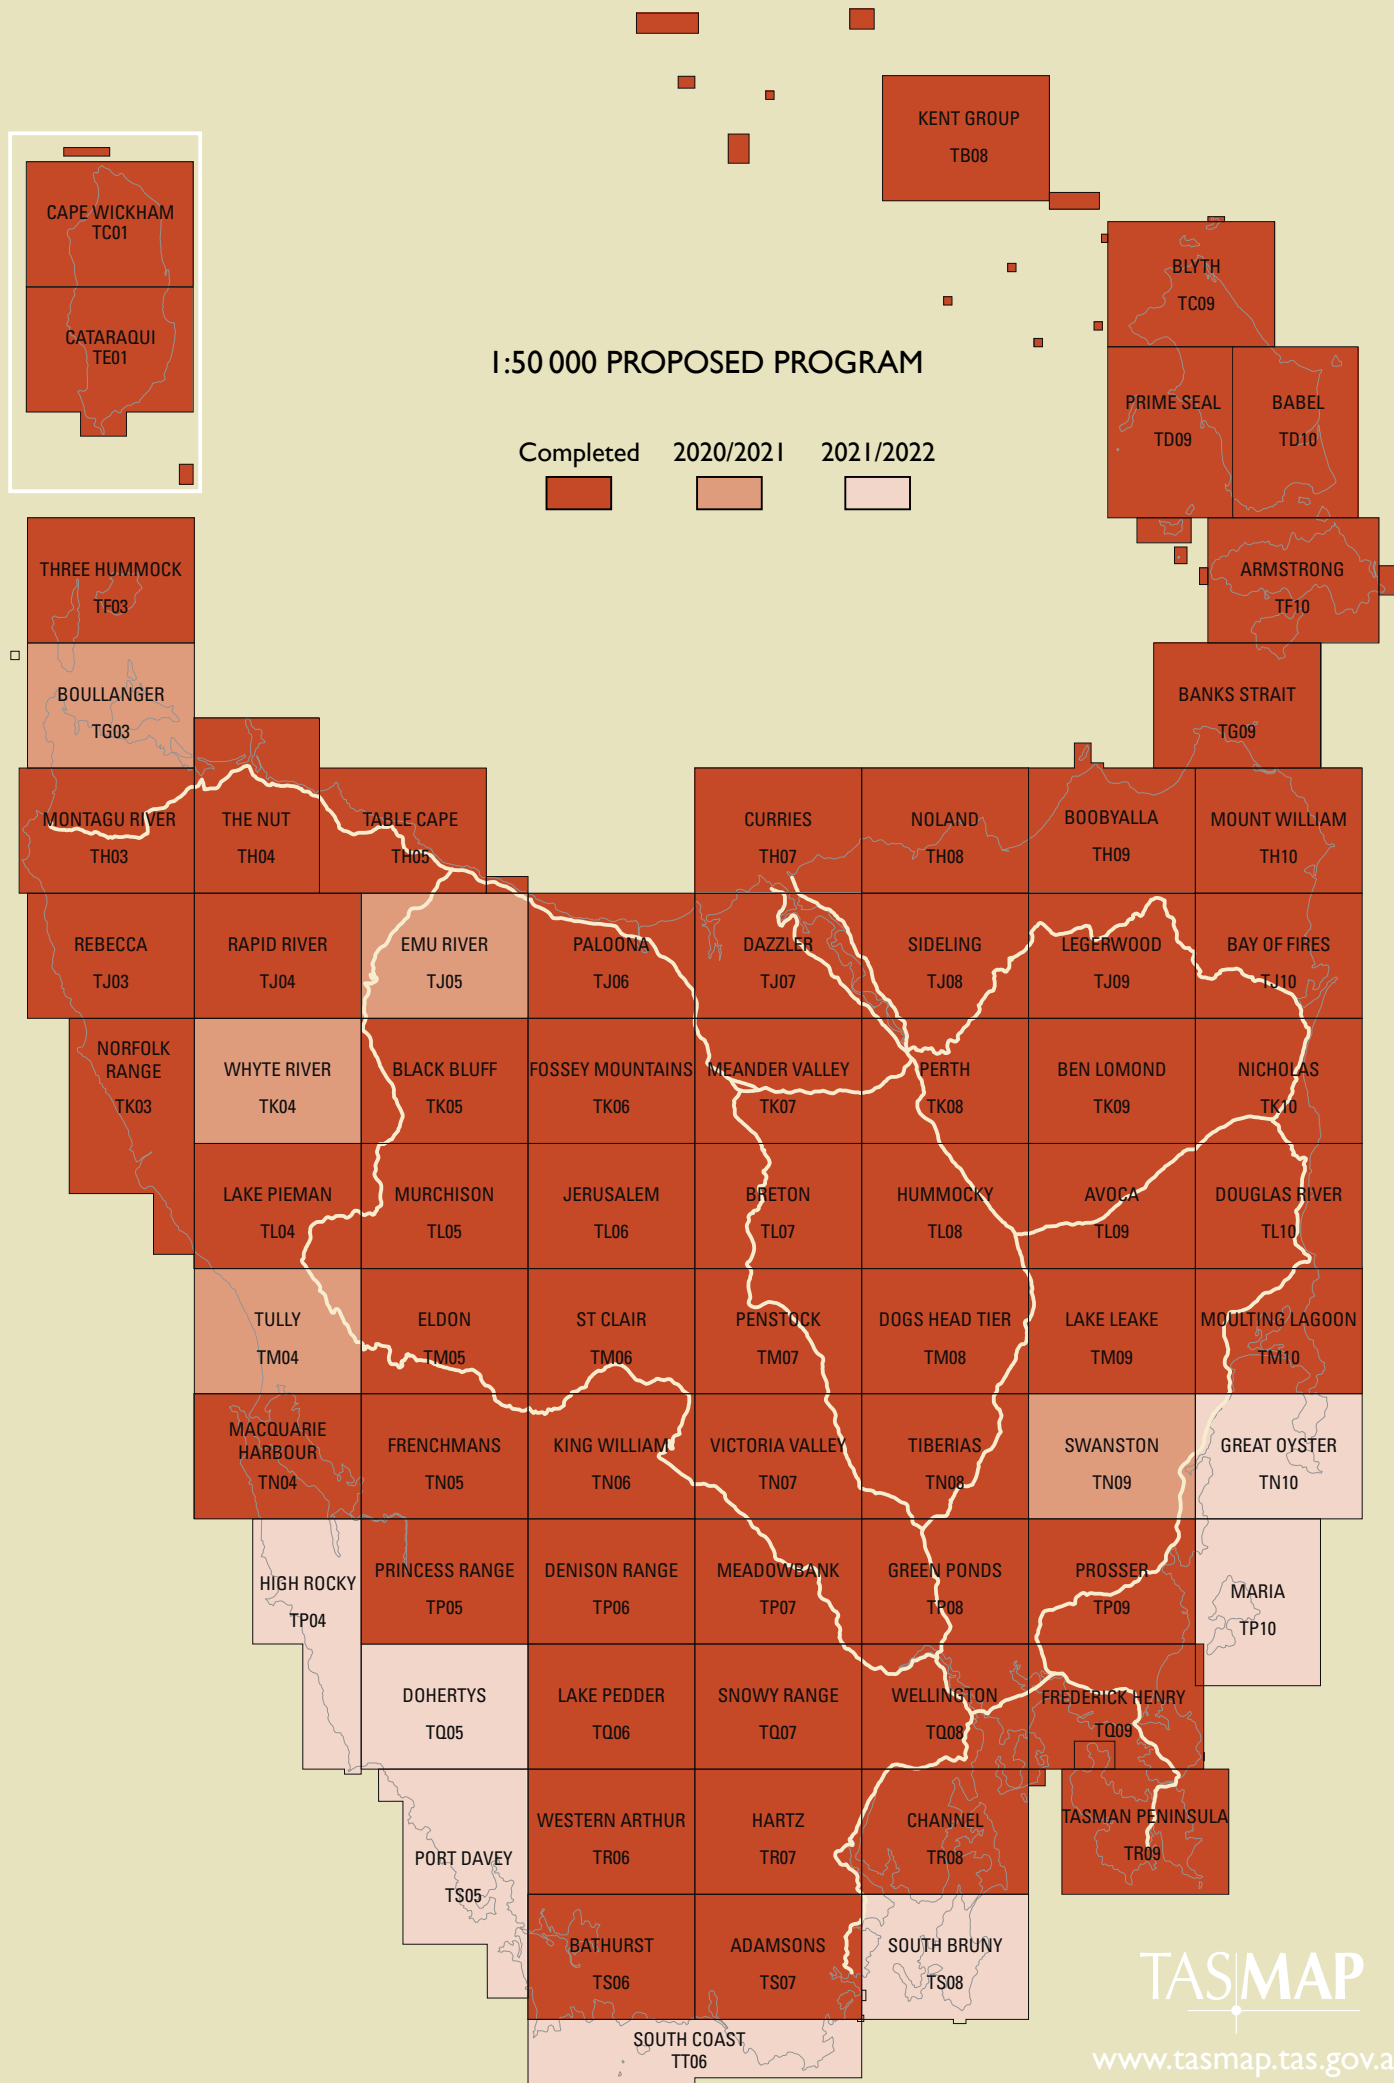 KENT GROUP
TB08
CAPE WICKHAM
TC01
CATARAQUI
TE01
BLYTH
TC09
1:50 000 PROPOSED PROGRAM
Completed 2020/2021 2021/2022
PRIME SEAL
TD09
BABEL
TD10
THREE HUMMOCK
TF03
ARMSTRONG
TF10
BOULLANGER
TG03
BANKS STRAIT
TG09
MONTAGU RIVER
TH03
THE NUT
TH04
TABLE CAPE
TH05
CURRIES
TH07
NOLAND
TH08
BOOBYALLA
TH09
MOUNT WILLIAM
TH10
REBECCA
TJ03
RAPID RIVER
TJ04
EMU RIVER
TJ05
PALOONA
TJ06
DAZZLER
TJ07
SIDELING
TJ08
LEGERWOOD
TJ09
BAY OF FIRES
TJ10
NORFOLK
RANGE
TK03
WHYTE RIVER
TK04
BLACK BLUFF
TK05
FOSSEY MOUNTAINS
TK06
MEANDER VALLEY
TK07
PERTH
TK08
BEN LOMOND
TK09
NICHOLAS
TK10
LAKE PIEMAN
TL04
MURCHISON
TL05
JERUSALEM
TL06
BRETON
TL07
HUMMOCKY
TL08
AVOCA
TL09
DOUGLAS RIVER
TL10
TULLY
TM04
ELDON
TM05
ST CLAIR
TM06
PENSTOCK
TM07
DOGS HEAD TIER
TM08
LAKE LEAKE
TM09
MOULTING LAGOON
TM10
MACQUARIE
HARBOUR
TN04
FRENCHMANS
TN05
KING WILLIAM
TN06
VICTORIA VALLEY
TN07
TIBERIAS
TN08
SWANSTON
TN09
GREAT OYSTER
TN10
HIGH ROCKY
TP04
PRINCESS RANGE
TP05
DENISON RANGE
TP06
MEADOWBANK
TP07
GREEN PONDS
TP08
PROSSER
TP09
MARIA
TP10
DOHERTYS
TQ05
LAKE PEDDER
TQ06
SNOWY RANGE
TQ07
WELLINGTON
TQ08
FREDERICK HENRY
TQ09
PORT DAVEY
TS05
WESTERN ARTHUR
TR06
HARTZ
TR07
CHANNEL
TR08
TASMAN PENINSULA
TR09
BATHURST
TS06
ADAMSONS
TS07
SOUTH BRUNY
TS08
SOUTH COAST
TT06
TASMAP
www.tasmap.tas.gov.a